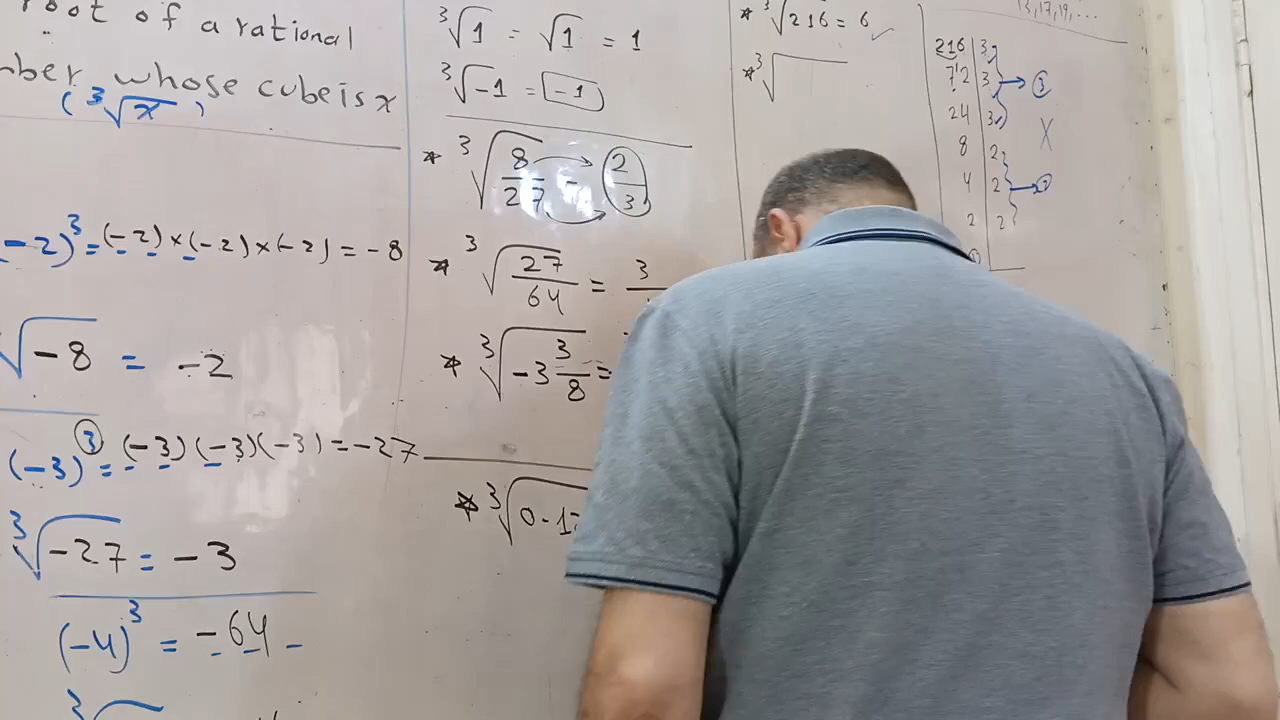 root of a rational
whose cube is x
(∛x)
-2)³ = (-2) × (-2) × (-2) = -8
√-8 = -2
(-3)³ = (-3)(-3)(-3) = -27
∛-27 = -3
(-4)³ = -64
∛1 = √1 = 1
∛-1 = -1
* ∛(8/27) = 2/3
* ∛(27/64) = 3
* ∛(-3 3/8) =
* ∛0.12
* ∛216 = 6
* ∛
13, 17, 19, ...
216 | 3
72 | 3 → 3
24 | 3
8 | 2 X
4 | 2 → 2
2 | 2